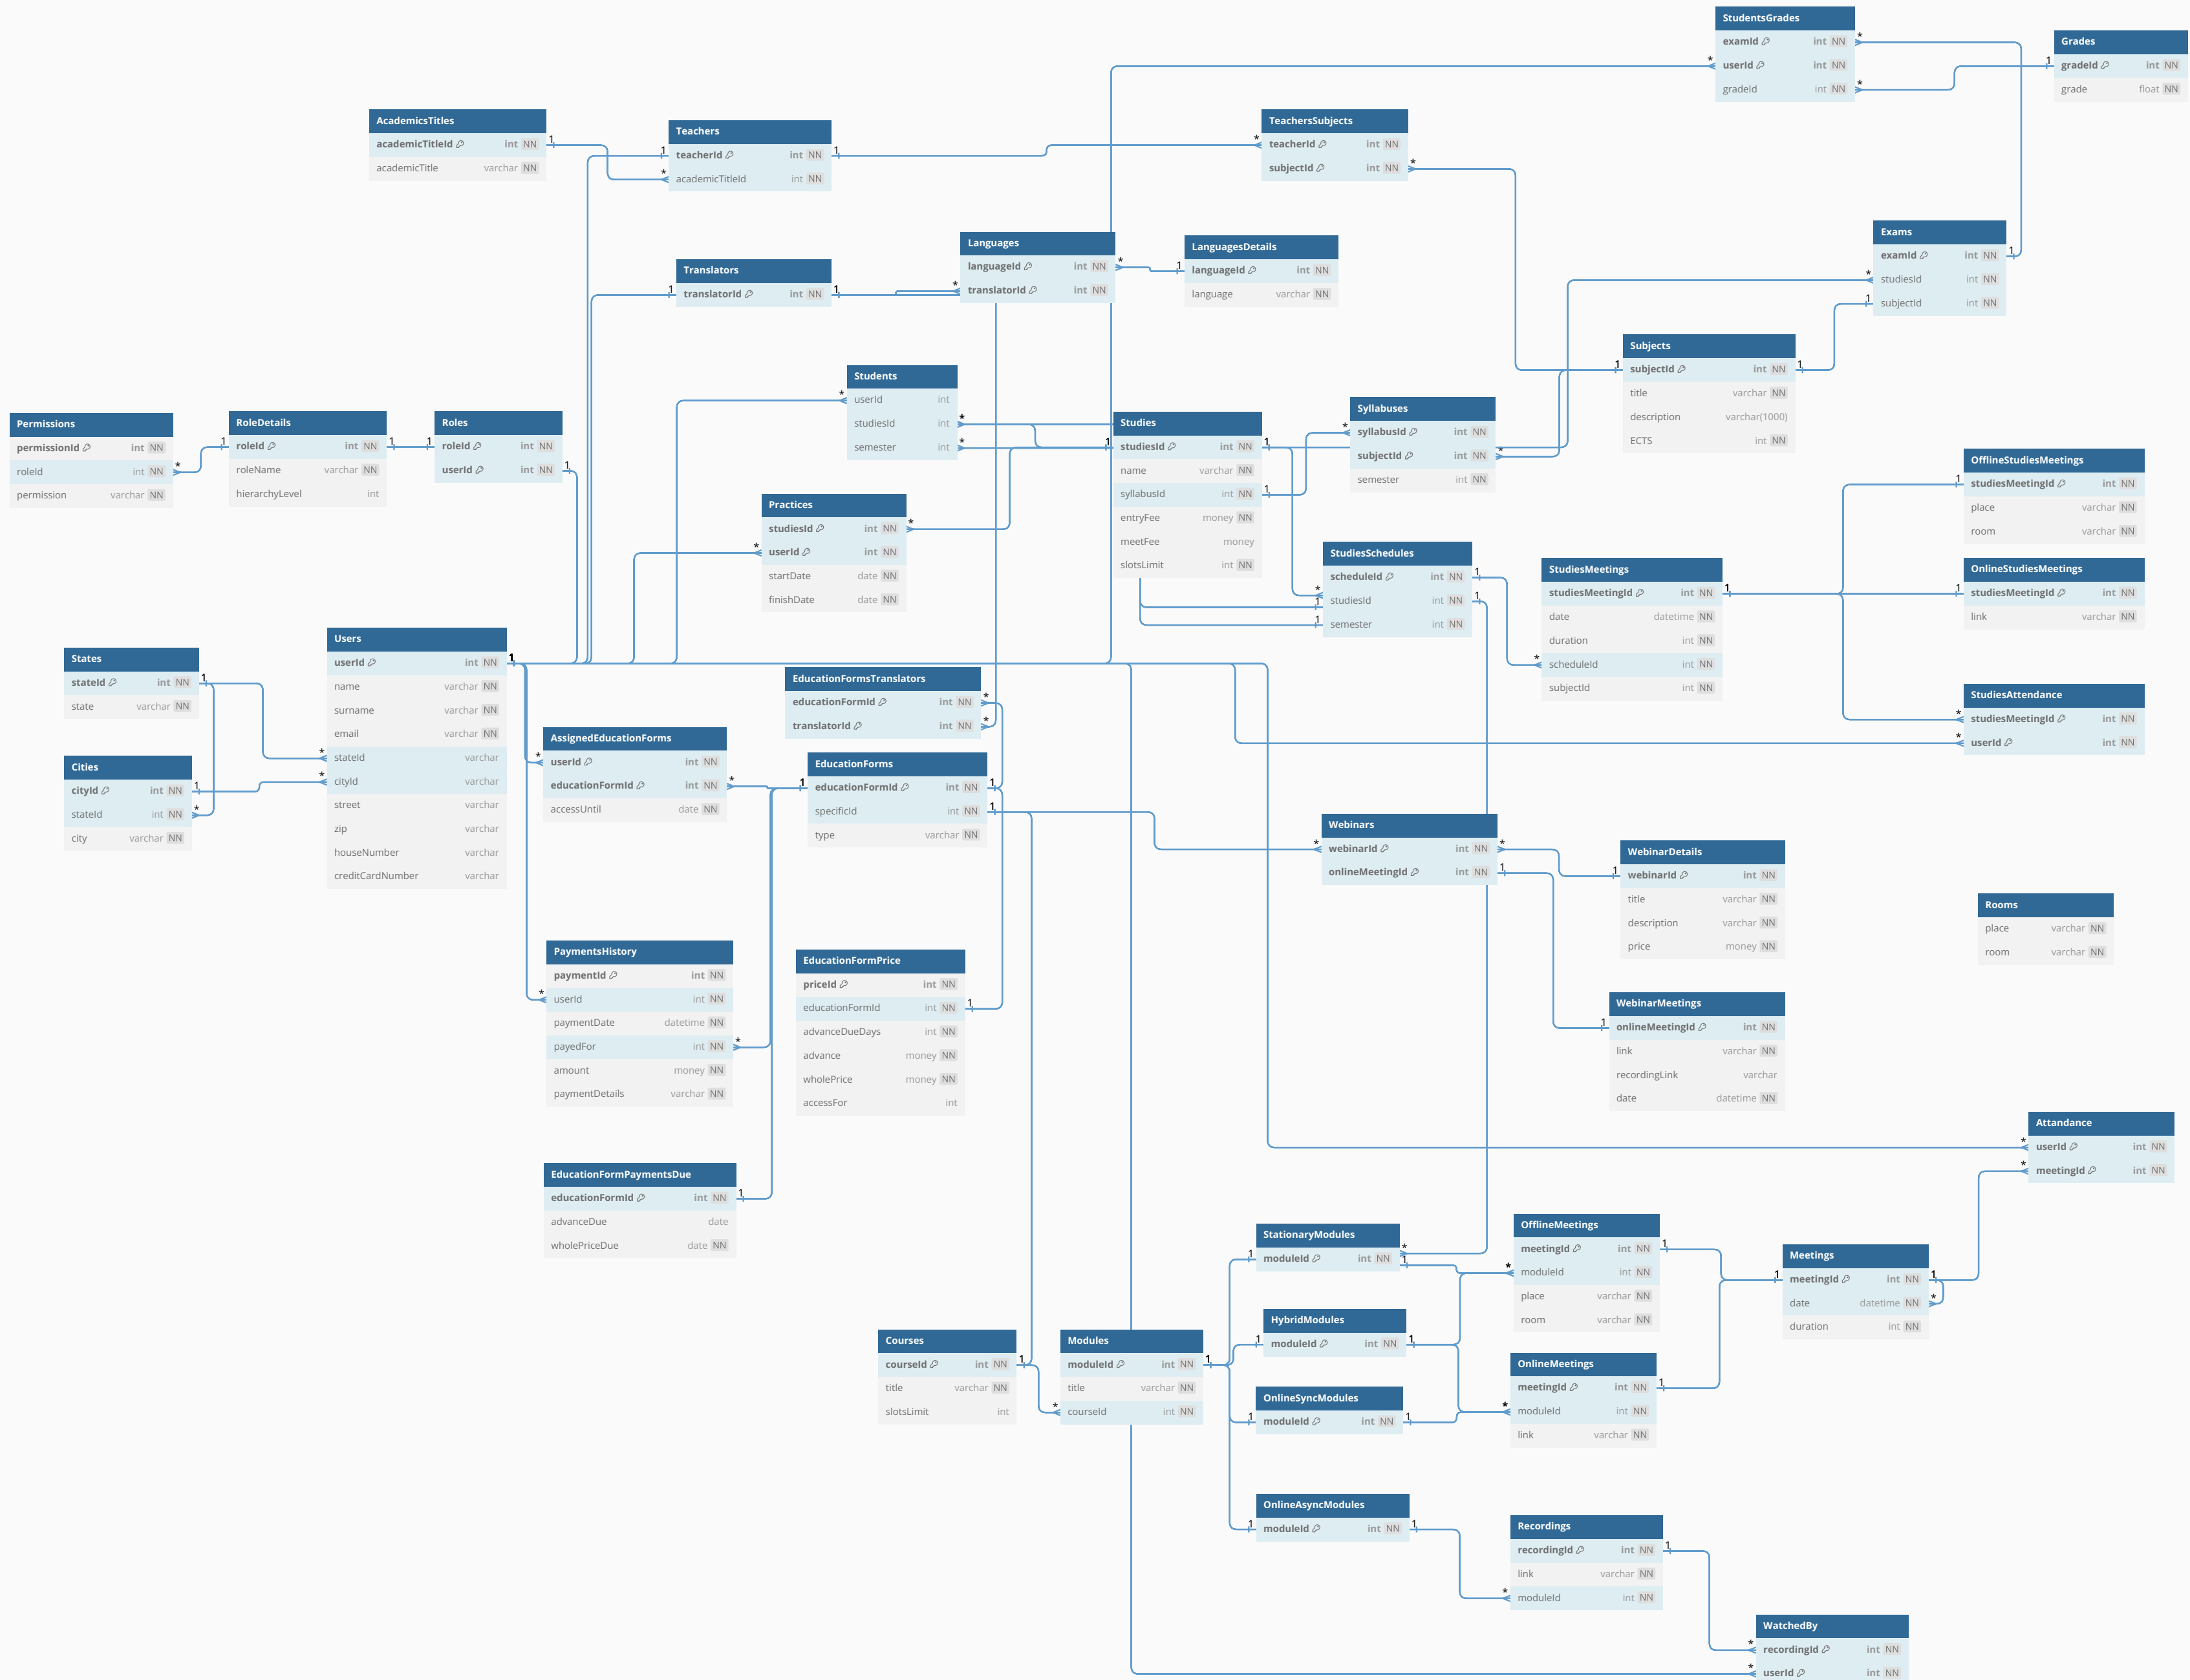 StudentsGrades
examId int NN
userId int NN
gradeId int NN
Grades
gradeId int NN
grade float NN
AcademicsTitles
academicTitleId int NN
academicTitle varchar NN
Teachers
teacherId int NN
academicTitleId int NN
TeachersSubjects
teacherId int NN
subjectId int NN
Languages
languageId int NN
translatorId int NN
LanguagesDetails
languageId int NN
language varchar NN
Translators
translatorId int NN
Exams
examId int NN
studiesId int NN
subjectId int NN
Subjects
subjectId int NN
title varchar NN
description varchar(1000)
ECTS int NN
Students
userId int
studiesId int
semester int
Permissions
permissionId int NN
roleId int NN
permission varchar NN
RoleDetails
roleId int NN
roleName varchar NN
hierarchyLevel int
Roles
roleId int NN
userId int NN
Studies
studiesId int NN
name varchar NN
syllabusId int NN
entryFee money NN
meetFee money
slotsLimit int NN
Syllabuses
syllabusId int NN
subjectId int NN
semester int NN
OfflineStudiesMeetings
studiesMeetingId int NN
place varchar NN
room varchar NN
Practices
studiesId int NN
userId int NN
startDate date NN
finishDate date NN
StudiesSchedules
scheduleId int NN
studiesId int NN
semester int NN
StudiesMeetings
studiesMeetingId int NN
date datetime NN
duration int NN
scheduleId int NN
subjectId int NN
OnlineStudiesMeetings
studiesMeetingId int NN
link varchar NN
StudiesAttendance
studiesMeetingId int NN
userId int NN
Users
userId int NN
name varchar NN
surname varchar NN
email varchar NN
stateId varchar
cityId varchar
street varchar
zip varchar
houseNumber varchar
creditCardNumber varchar
States
stateId int NN
state varchar NN
Cities
cityId int NN
stateId int NN
city varchar NN
EducationFormsTranslators
educationFormId int NN
translatorId int NN
AssignedEducationForms
userId int NN
educationFormId int NN
accessUntil date NN
EducationForms
educationFormId int NN
specificId int NN
type varchar NN
Webinars
webinarId int NN
onlineMeetingId int NN
WebinarDetails
webinarId int NN
title varchar NN
description varchar NN
price money NN
Rooms
place varchar NN
room varchar NN
PaymentsHistory
paymentId int NN
userId int NN
paymentDate datetime NN
payedFor int NN
amount money NN
paymentDetails varchar NN
EducationFormPrice
priceId int NN
educationFormId int NN
advanceDueDays int NN
advance money NN
wholePrice money NN
accessFor int
WebinarMeetings
onlineMeetingId int NN
link varchar NN
recordingLink varchar
date datetime NN
Attandance
userId int NN
meetingId int NN
EducationFormPaymentsDue
educationFormId int NN
advanceDue date
wholePriceDue date NN
StationaryModules
moduleId int NN
OfflineMeetings
meetingId int NN
moduleId int NN
place varchar NN
room varchar NN
Meetings
meetingId int NN
date datetime NN
duration int NN
HybridModules
moduleId int NN
Courses
courseId int NN
title varchar NN
slotsLimit int
Modules
moduleId int NN
title varchar NN
courseId int NN
OnlineSyncModules
moduleId int NN
OnlineMeetings
meetingId int NN
moduleId int NN
link varchar NN
OnlineAsyncModules
moduleId int NN
Recordings
recordingId int NN
link varchar NN
moduleId int NN
WatchedBy
recordingId int NN
userId int NN